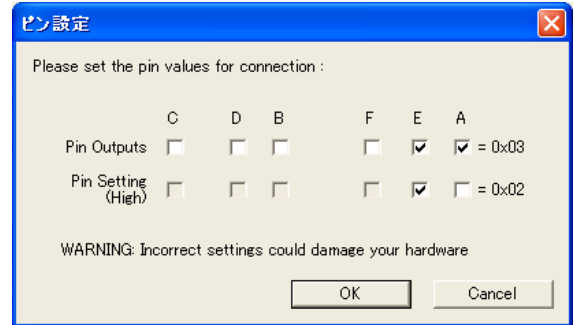 ピン設定
Please set the pin values for connection :
C D B F E A
Pin Outputs = 0x03
Pin Setting = 0x02
(High)
WARNING: Incorrect settings could damage your hardware
OK Cancel